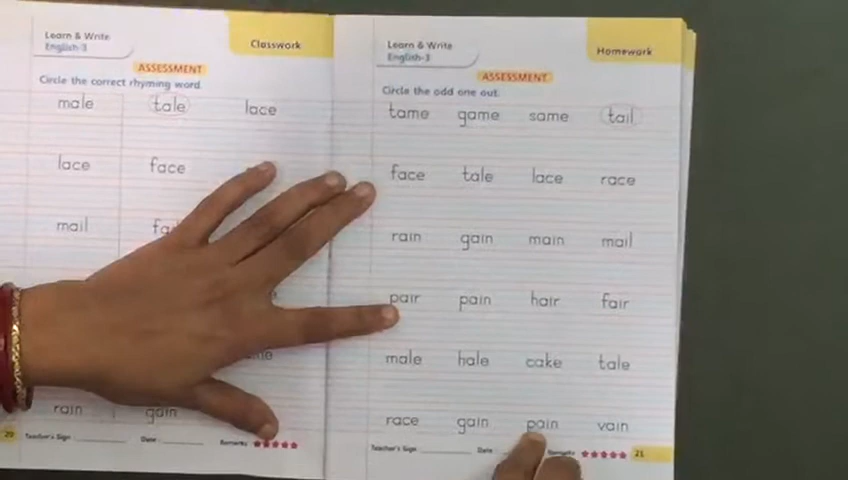 Learn & Write
English-3
Classwork
ASSESSMENT
Circle the correct rhyming word.
male tale lace
lace face
mail
rain gain
20 Teacher's Sign Date Remarks
Learn & Write
English-3
Homework
ASSESSMENT
Circle the odd one out.
tame game same tail
face tale lace race
rain gain main mail
pair pain hair fair
male hale cake tale
race gain pain vain
Teacher's Sign Date Remarks 21